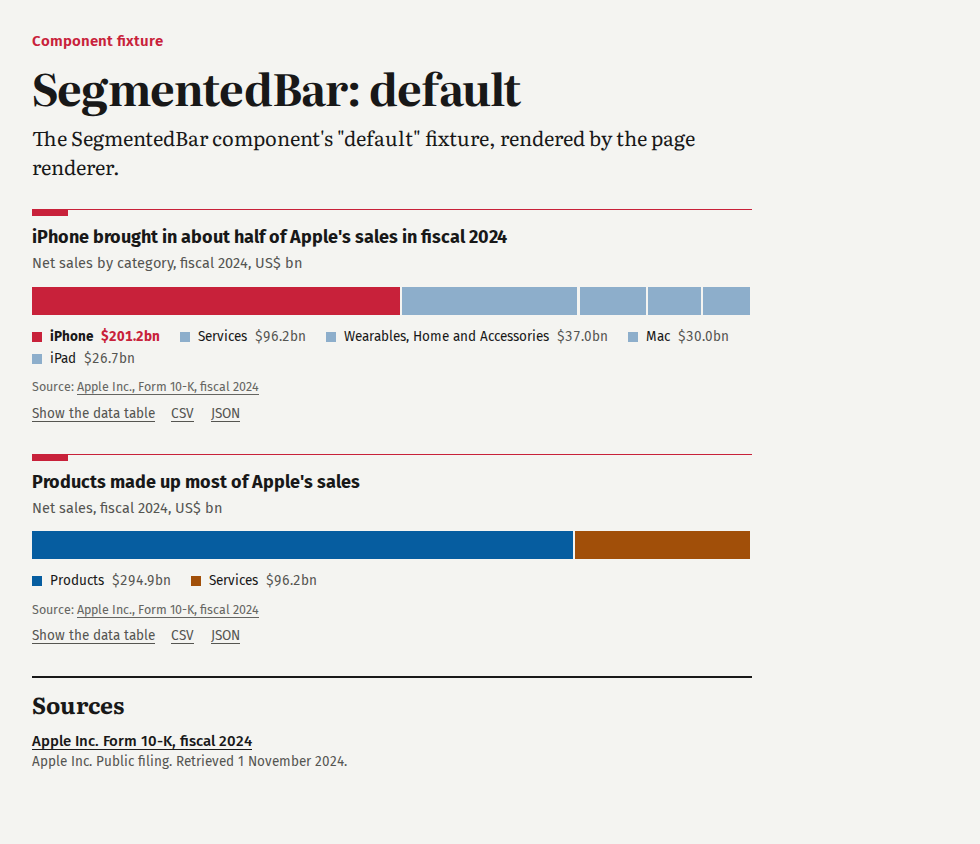 Component fixture
SegmentedBar: default
The SegmentedBar component's "default" fixture, rendered by the page
renderer.
iPhone brought in about half of Apple's sales in fiscal 2024
Net sales by category, fiscal 2024, US$ bn
iPhone $201.2bn Services $96.2bn Wearables, Home and Accessories $37.0bn Mac $30.0bn
iPad $26.7bn
Source: Apple Inc., Form 10-K, fiscal 2024
Show the data table CSV JSON
Products made up most of Apple's sales
Net sales, fiscal 2024, US$ bn
Products $294.9bn Services $96.2bn
Source: Apple Inc., Form 10-K, fiscal 2024
Show the data table CSV JSON
Sources
Apple Inc. Form 10-K, fiscal 2024
Apple Inc. Public filing. Retrieved 1 November 2024.